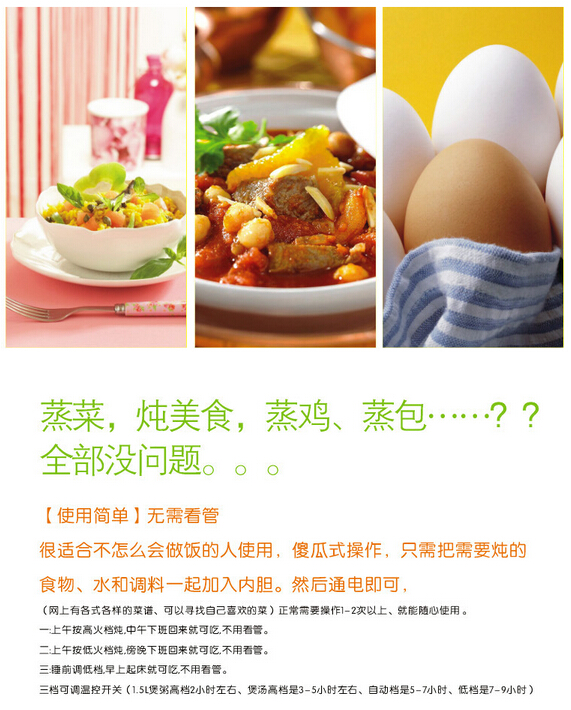 蒸菜，炖美食，蒸鸡、蒸包……？？
全部没问题。。。
【使用简单】无需看管
很适合不怎么会做饭的人使用，傻瓜式操作，只需把需要炖的
食物、水和调料一起加入内胆。然后通电即可，
（网上有各式各样的菜谱、可以寻找自己喜欢的菜）正常需要操作1-2次以上、就能随心使用。
一:上午按高火档炖,中午下班回来就可吃,不用看管。
二:上午按低火档炖,傍晚下班回来就可吃,不用看管。
三:睡前调低档,早上起床就可吃,不用看管。
三档可调温控开关（1.5L煲粥高档2小时左右、煲汤高档是3-5小时左右、自动档是5-7小时、低档是7-9小时）